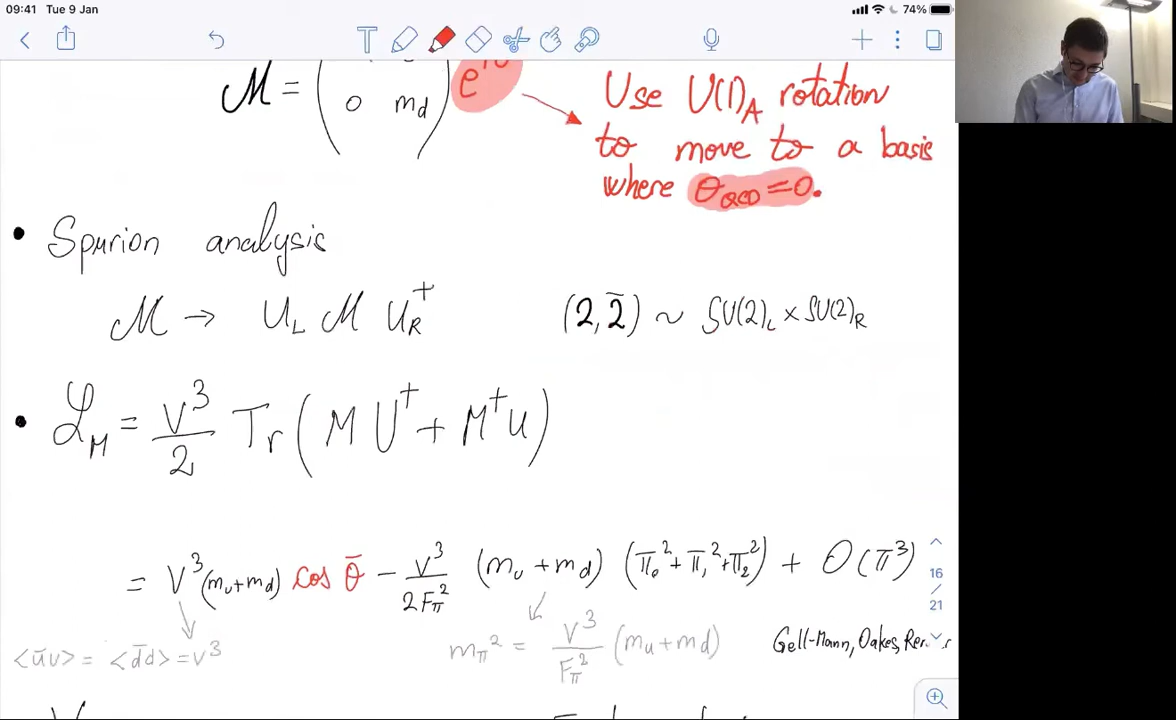 09:41 Tue 9 Jan 74%
ℳ = ( 0 m_d ) e^{iθ}
Use U(1)_A rotation
to move to a basis
where θ_QCD = 0.
• Spurion analysis
ℳ → U_L ℳ U_R^† (2, 2̄) ~ SU(2)_L × SU(2)_R
• ℒ_M = V³/2 Tr ( M U^† + M^† U )
= V³ (m_u + m_d) cos θ̄ − V³/2F_π² (m_u + m_d) (π_0² + π_1² + π_2²) + O(π³)
16
/
21
<ūu> = <d̄d> = V³ m_π² = V³/F_π² (m_u + m_d) Gell-Mann, Oakes,